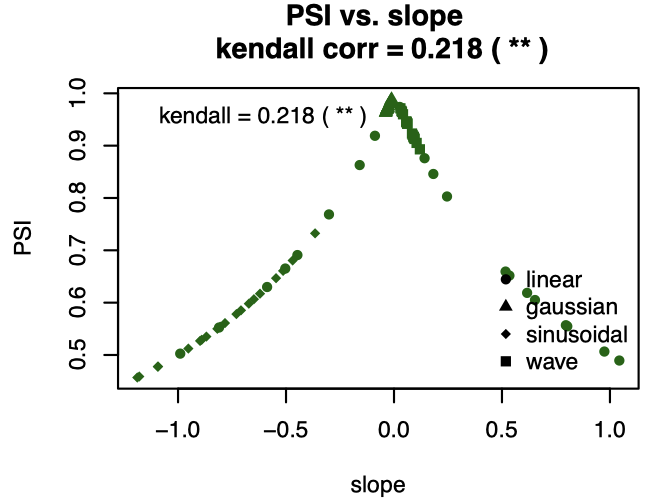 PSI vs. slope
kendall corr = 0.218 ( ** )
kendall = 0.218 ( ** )
PSI
1.0
0.9
0.8
0.7
0.6
0.5
linear
gaussian
sinusoidal
wave
−1.0 −0.5 0.0 0.5 1.0
slope